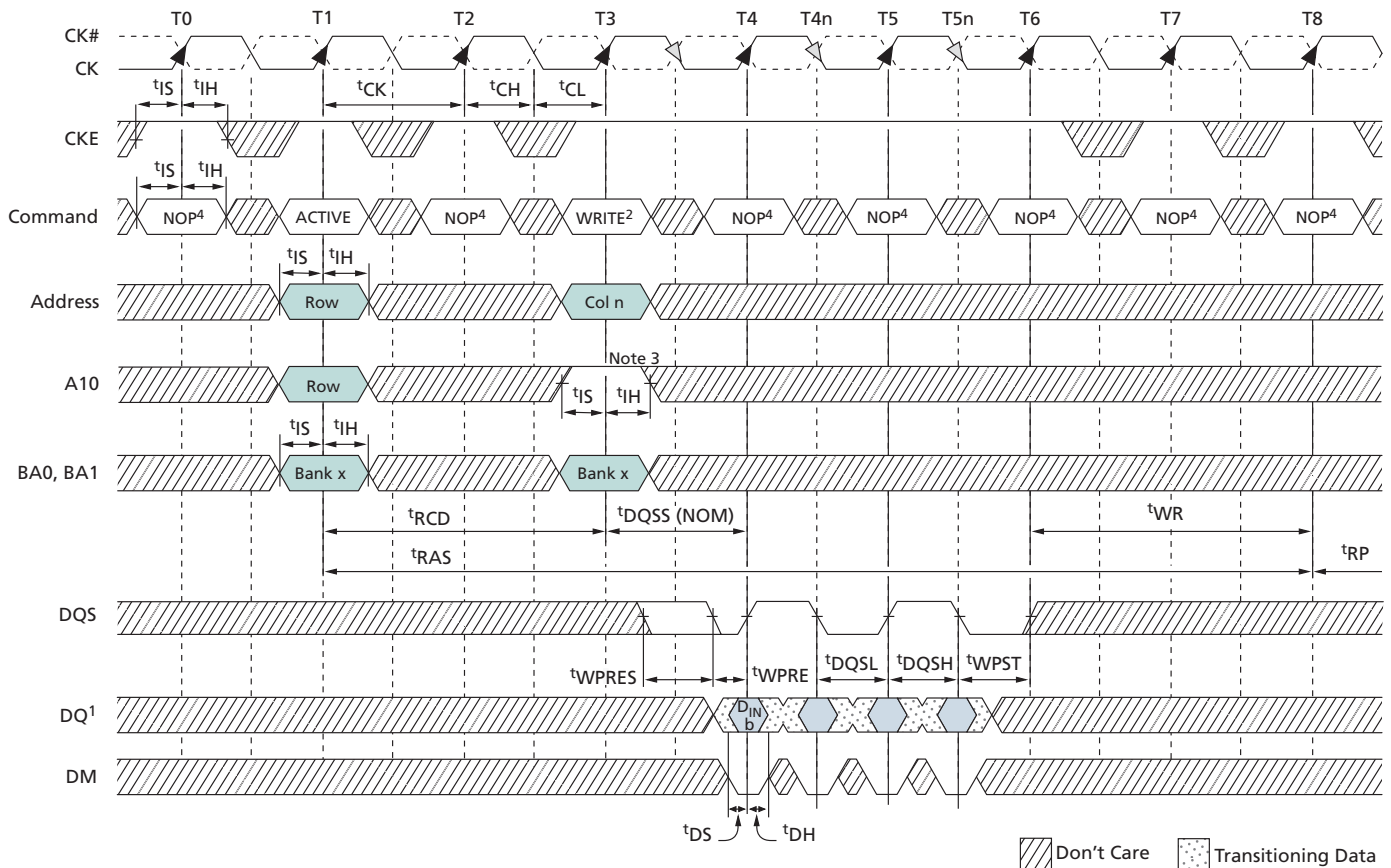 T0 T1 T2 T3 T4 T4n T5 T5n T6 T7 T8
CK#
CK
tIS tIH tCK tCH tCL
CKE
tIS tIH
Command NOP4 ACTIVE NOP4 WRITE2 NOP4 NOP4 NOP4 NOP4 NOP4
tIS tIH
Address Row Col n
Note 3
A10 Row
tIS tIH
tIS tIH
BA0, BA1 Bank x Bank x
tRCD tDQSS (NOM) tWR
tRAS tRP
DQS
tWPRES tWPRE tDQSL tDQSH tWPST
DQ1 DIN
b
DM
tDS tDH
Don't Care Transitioning Data